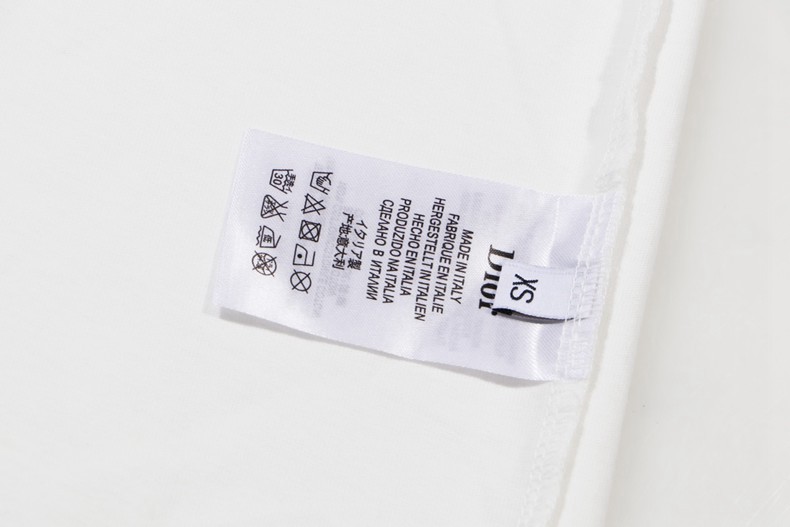 Dior
XS
MADE IN ITALY
FABRIQUE EN ITALIE
HERGESTELLT IN ITALIEN
HECHO EN ITALIA
PRODUZIDO NA ITALIA
СДЕЛАНО В ИТАЛИИ
イタリア製
产地意大利
30